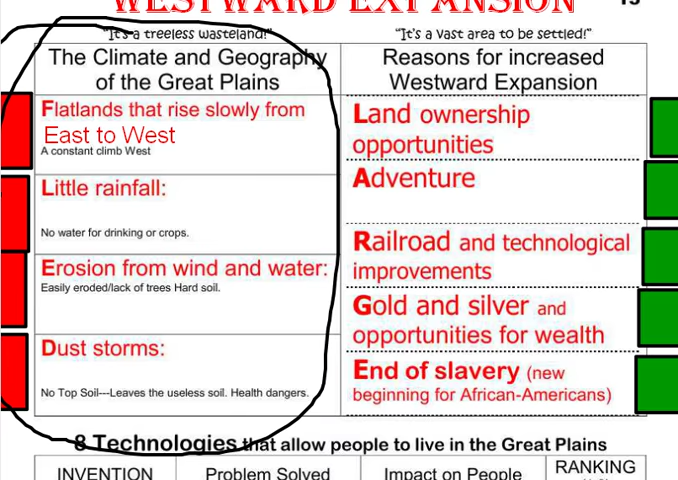 WESTWARD EXPANSION
"It's a treeless wasteland!"
"It's a vast area to be settled!"
The Climate and Geography
of the Great Plains
Reasons for increased
Westward Expansion
Flatlands that rise slowly from
East to West
A constant climb West
Land ownership
opportunities
Little rainfall:
No water for drinking or crops.
Adventure
Erosion from wind and water:
Easily eroded/lack of trees Hard soil.
Railroad and technological
improvements
Gold and silver and
opportunities for wealth
Dust storms:
No Top Soil---Leaves the useless soil. Health dangers.
End of slavery (new
beginning for African-Americans)
8 Technologies that allow people to live in the Great Plains
INVENTION
Problem Solved
Impact on People
RANKING